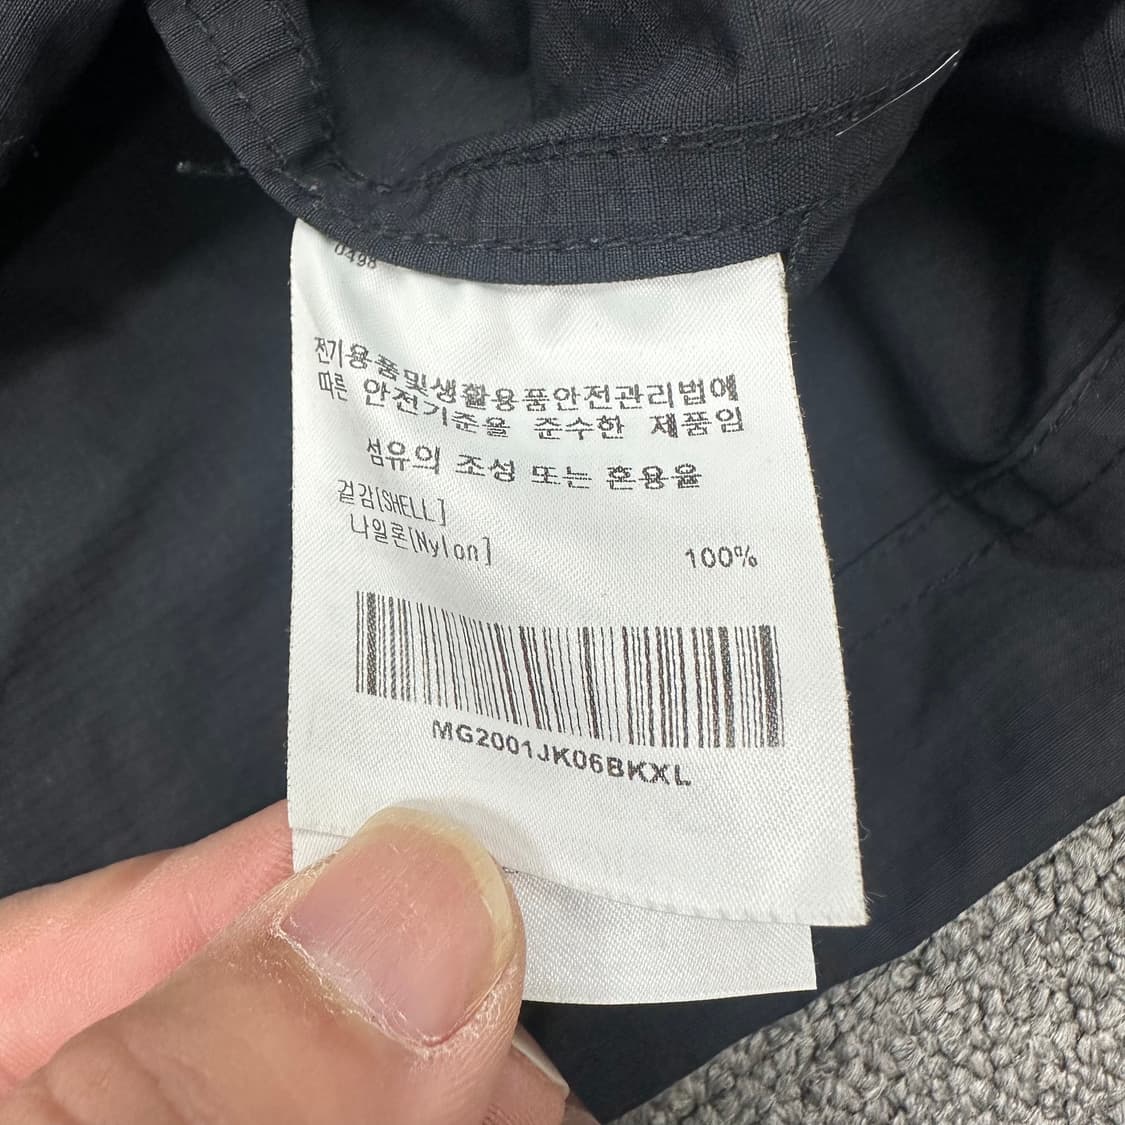 0498
전기용품및생활용품안전관리법에
따른 안전기준을 준수한 제품임
섬유의 조성 또는 혼용율
겉감[SHELL]
나일론[Nylon] 100%
MG2001JK06BKXL